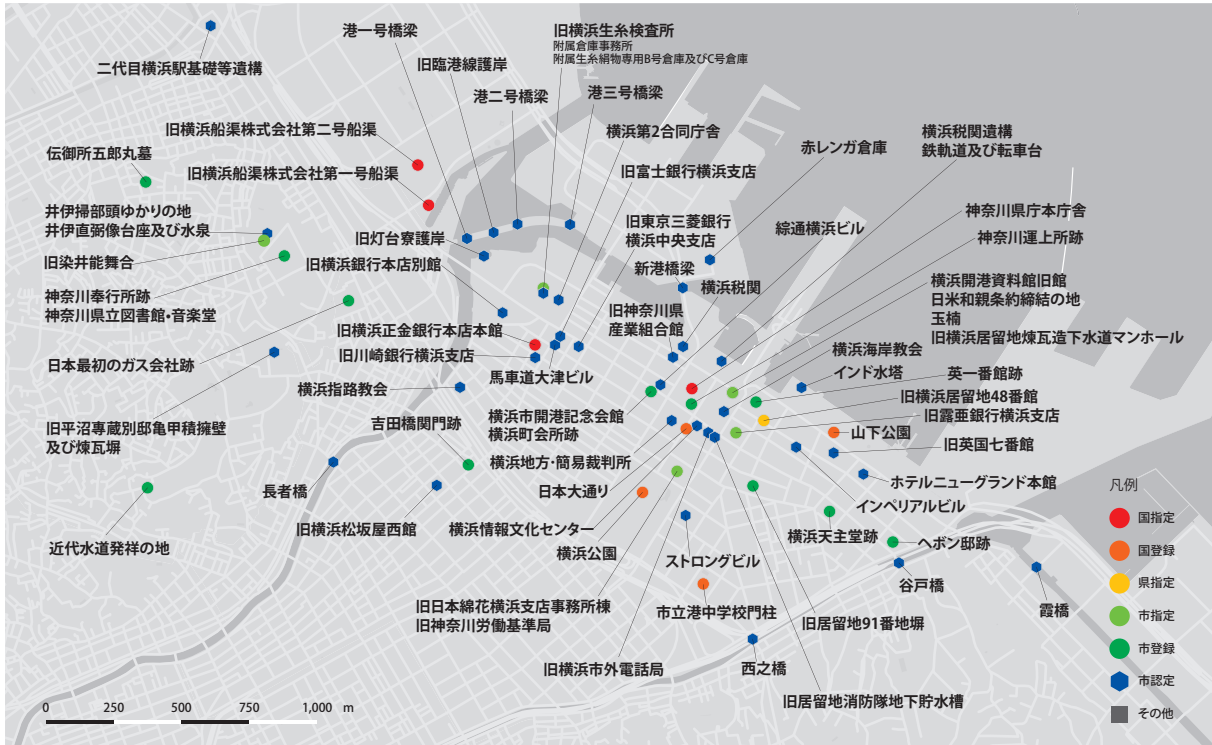 二代目横浜駅基礎等遺構
港一号橋梁
旧臨港線護岸
港二号橋梁
旧横浜生糸検査所
附属倉庫事務所
附属生糸絹物専用B号倉庫及びC号倉庫
港三号橋梁
横浜第2合同庁舎
旧富士銀行横浜支店
赤レンガ倉庫
横浜税関遺構
鉄軌道及び転車台
旧横浜船渠株式会社第二号船渠
伝御所五郎丸墓
旧横浜船渠株式会社第一号船渠
井伊掃部頭ゆかりの地
井伊直弼像台座及び水泉
旧染井能舞台
神奈川奉行所跡
神奈川県立図書館・音楽堂
旧灯台寮護岸
旧横浜銀行本店別館
旧東京三菱銀行
横浜中央支店
綜通横浜ビル
神奈川県庁本庁舎
神奈川運上所跡
新港橋梁
横浜税関
横浜開港資料館旧館
日米和親条約締結の地
玉楠
旧横浜居留地煉瓦造下水道マンホール
旧神奈川県
産業組合館
旧横浜正金銀行本店本館
旧川崎銀行横浜支店
日本最初のガス会社跡
馬車道大津ビル
横浜海岸教会
インド水塔
英一番館跡
横浜指路教会
旧横浜居留地48番館
旧露亜銀行横浜支店
横浜市開港記念会館
横浜町会所跡
吉田橋関門跡
旧平沼専蔵別邸亀甲積擁壁
及び煉瓦塀
山下公園
旧英国七番館
横浜地方・簡易裁判所
日本大通り
ホテルニューグランド本館
長者橋
インペリアルビル
旧横浜松坂屋西館
横浜情報文化センター
横浜天主堂跡
ヘボン邸跡
近代水道発祥の地
横浜公園
ストロングビル
谷戸橋
霞橋
旧日本綿花横浜支店事務所棟
旧神奈川労働基準局
市立港中学校門柱
旧居留地91番地塀
旧横浜市外電話局
西之橋
旧居留地消防隊地下貯水槽
凡例
国指定
国登録
県指定
市指定
市登録
市認定
その他
0 250 500 750 1,000 m